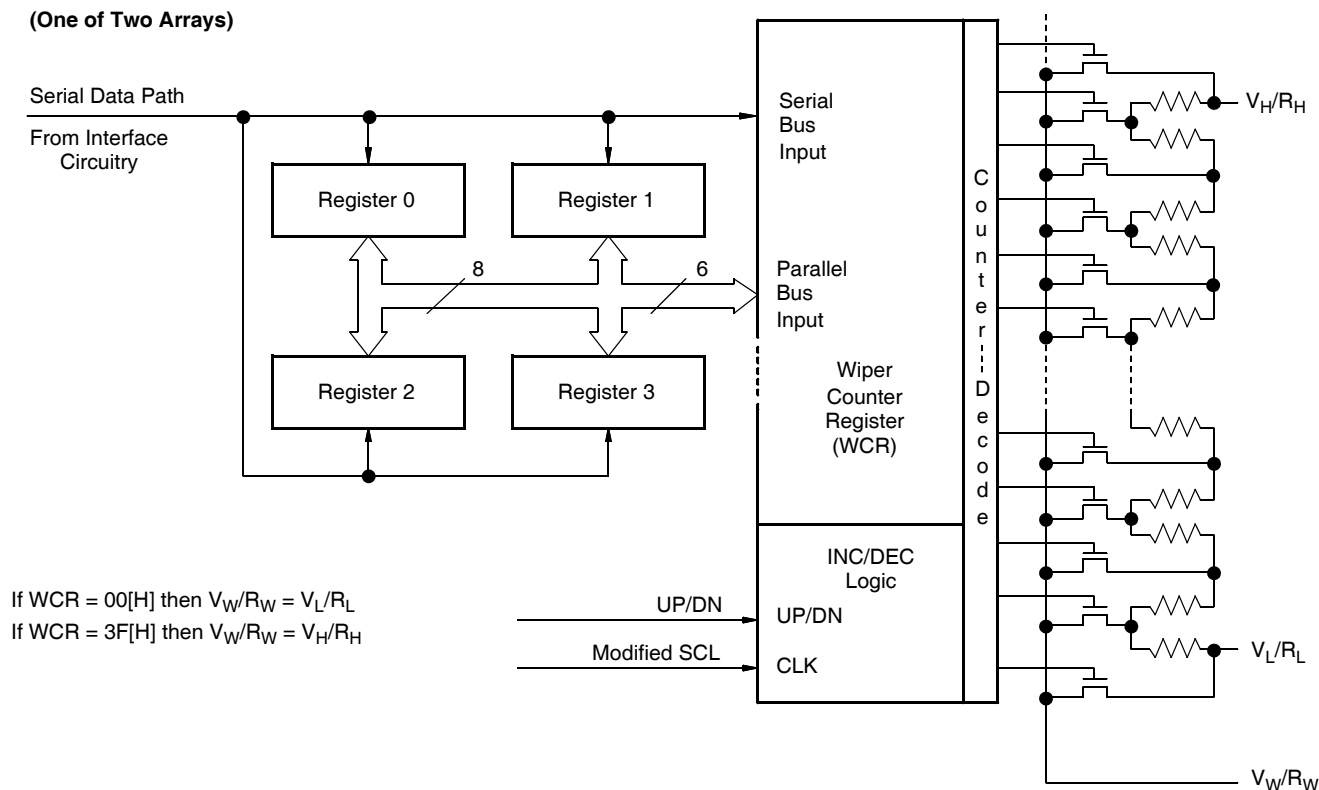 (One of Two Arrays)
Serial Data Path
From Interface
Circuitry
Register 0
Register 1
8
6
Register 2
Register 3
Serial
Bus
Input
Parallel
Bus
Input
Wiper
Counter
Register
(WCR)
INC/DEC
Logic
UP/DN
UP/DN
Modified SCL
CLK
Counter Decode
If WCR = 00[H] then VW/RW = VL/RL
If WCR = 3F[H] then VW/RW = VH/RH
VH/RH
VL/RL
VW/RW